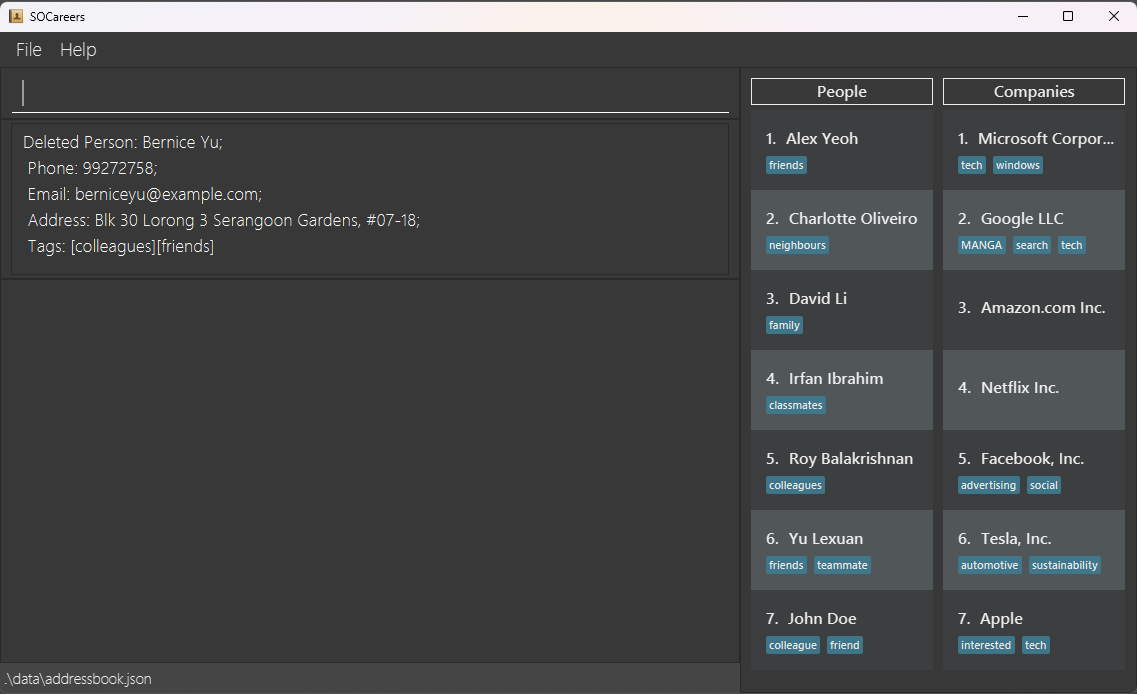 SOCareers
File Help
Deleted Person: Bernice Yu;
Phone: 99272758;
Email: berniceyu@example.com;
Address: Blk 30 Lorong 3 Serangoon Gardens, #07-18;
Tags: [colleagues][friends]
.\data\addressbook.json
People
1. Alex Yeoh
friends
2. Charlotte Oliveiro
neighbours
3. David Li
family
4. Irfan Ibrahim
classmates
5. Roy Balakrishnan
colleagues
6. Yu Lexuan
friends teammate
7. John Doe
colleague friend
Companies
1. Microsoft Corpor...
tech windows
2. Google LLC
MANGA search tech
3. Amazon.com Inc.
4. Netflix Inc.
5. Facebook, Inc.
advertising social
6. Tesla, Inc.
automotive sustainability
7. Apple
interested tech